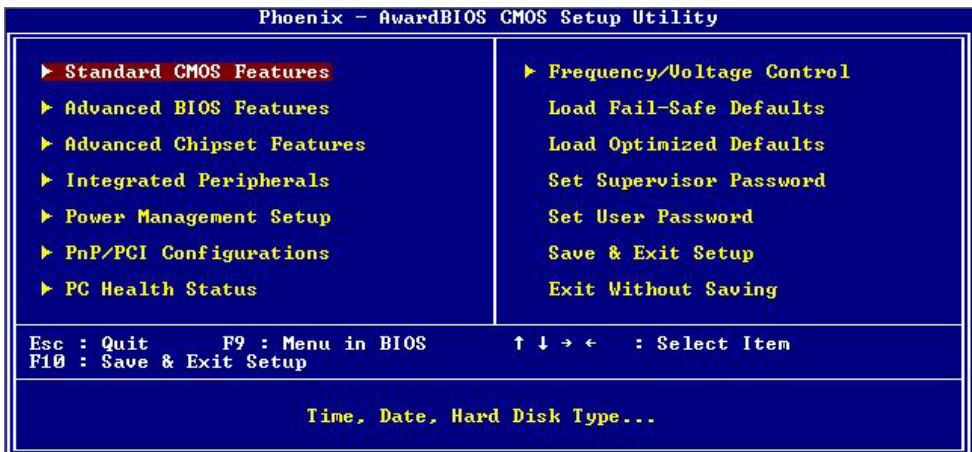 Phoenix - AwardBIOS CMOS Setup Utility
▶ Standard CMOS Features
▶ Advanced BIOS Features
▶ Advanced Chipset Features
▶ Integrated Peripherals
▶ Power Management Setup
▶ PnP/PCI Configurations
▶ PC Health Status
▶ Frequency/Voltage Control
Load Fail-Safe Defaults
Load Optimized Defaults
Set Supervisor Password
Set User Password
Save & Exit Setup
Exit Without Saving
Esc : Quit F9 : Menu in BIOS ↑ ↓ → ← : Select Item
F10 : Save & Exit Setup
Time, Date, Hard Disk Type...